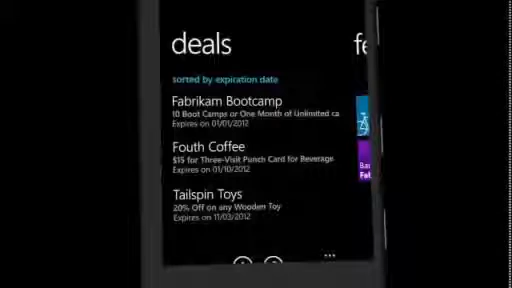 deals
fe
sorted by expiration date
Fabrikam Bootcamp
10 Boot Camps or One Month of Unlimited ca
Expires on 01/01/2012
Fouth Coffee
$15 for Three-Visit Punch Card for Beverage
Expires on 01/10/2012
Bas
Fab
Tailspin Toys
20% Off on any Wooden Toy
Expires on 11/03/2012